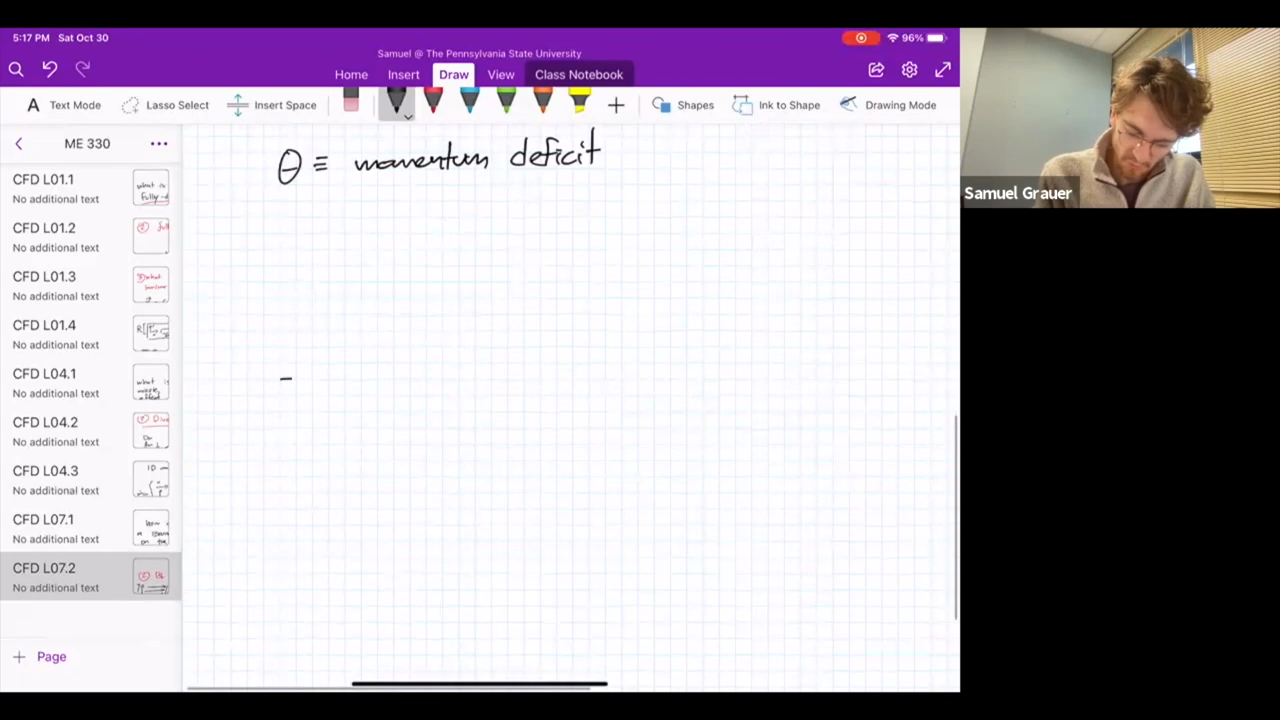 5:17 PM Sat Oct 30
96%
Samuel @ The Pennsylvania State University
Home Insert Draw View Class Notebook
A Text Mode Lasso Select Insert Space Shapes Ink to Shape Drawing Mode
ME 330
CFD L01.1
No additional text
CFD L01.2
No additional text
CFD L01.3
No additional text
CFD L01.4
No additional text
CFD L04.1
No additional text
CFD L04.2
No additional text
CFD L04.3
No additional text
CFD L07.1
No additional text
CFD L07.2
No additional text
+ Page
θ ≡ momentum deficit
–
Samuel Grauer